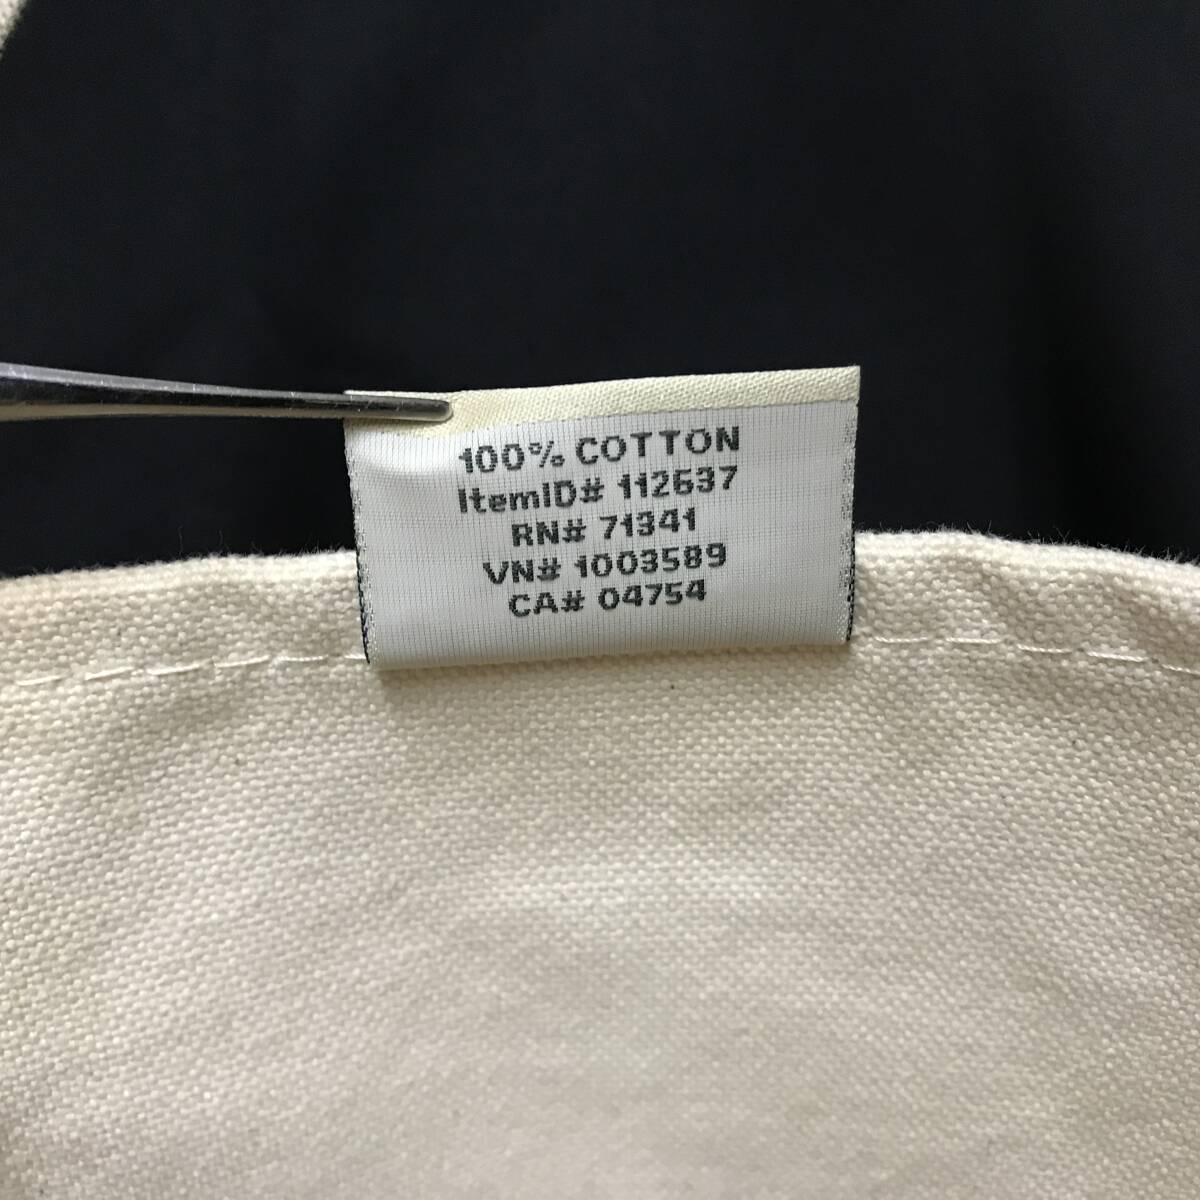 100% COTTON
ItemID# 112637
RN# 71341
VN# 1003589
CA# 04754